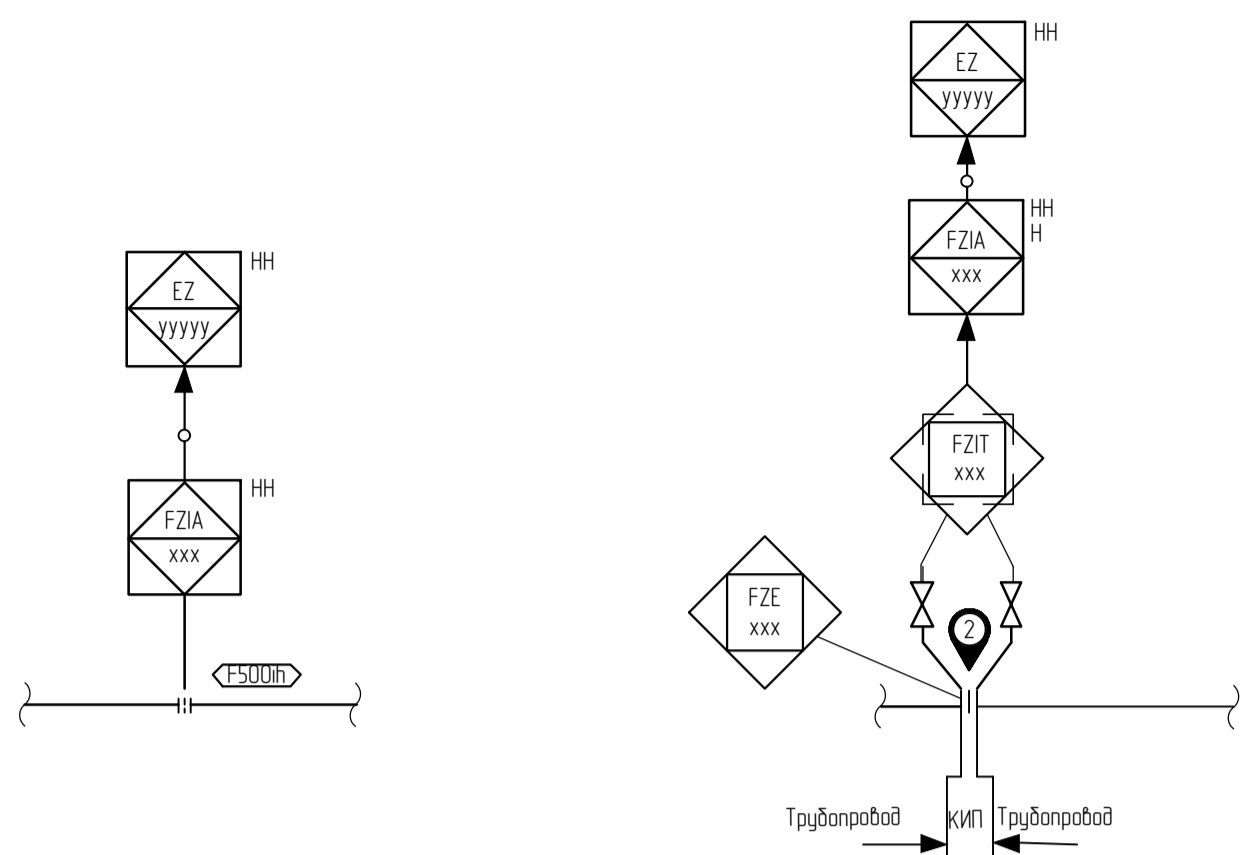 HH
EZ
yyyyy
HH
FZIA
xxx
F500ih
HH
EZ
yyyyy
HH
H
FZIA
xxx
FZIT
xxx
FZE
xxx
2
Трубопровод КИП Трубопровод